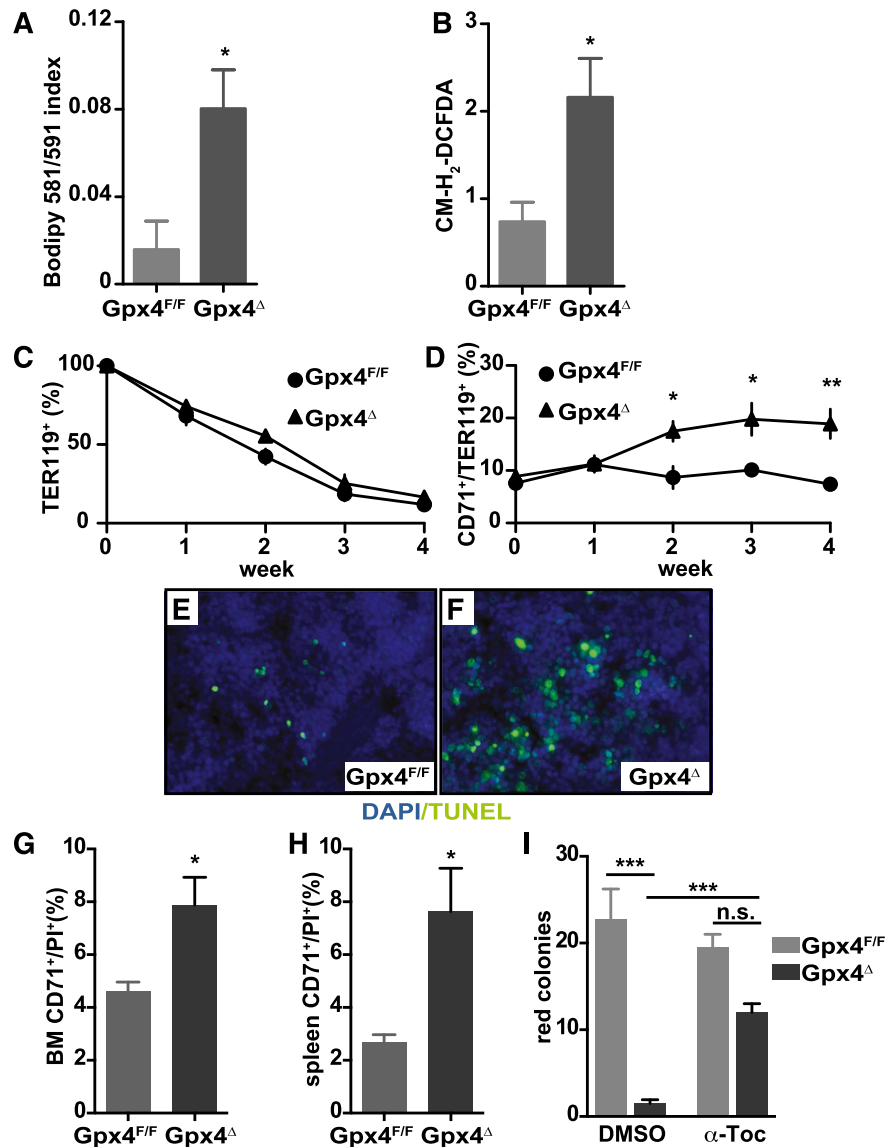 A
Bodipy 581/591 index
0.12
0.08
0.04
0
*
Gpx4F/F
Gpx4Δ
B
CM-H2-DCFDA
3
2
1
0
*
Gpx4F/F
Gpx4Δ
C
TER119+ (%)
100
50
0
Gpx4F/F
Gpx4Δ
0 1 2 3 4
week
D
CD71+/TER119+ (%)
30
20
10
0
Gpx4F/F
Gpx4Δ
* * **
0 1 2 3 4
week
E
Gpx4F/F
F
Gpx4Δ
DAPI/TUNEL
G
BM CD71+/PI+(%)
10
8
6
4
2
0
*
Gpx4F/F
Gpx4Δ
H
spleen CD71+/PI+(%)
10
8
6
4
2
0
*
Gpx4F/F
Gpx4Δ
I
red colonies
30
20
10
0
***
***
n.s.
Gpx4F/F
Gpx4Δ
DMSO
α-Toc